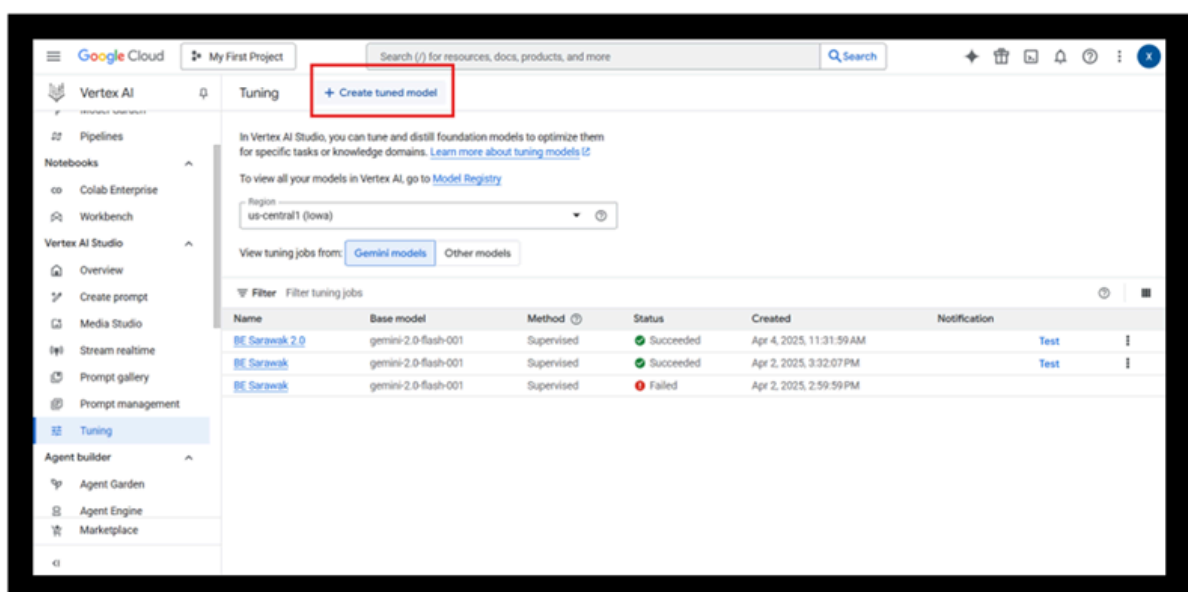 Google Cloud
My First Project
Search (/) for resources, docs, products, and more
Search
X
Vertex AI
Model Garden
Pipelines
Notebooks
Colab Enterprise
Workbench
Vertex AI Studio
Overview
Create prompt
Media Studio
Stream realtime
Prompt gallery
Prompt management
Tuning
Agent builder
Agent Garden
Agent Engine
Marketplace
Tuning
+ Create tuned model
In Vertex AI Studio, you can tune and distill foundation models to optimize them
for specific tasks or knowledge domains. Learn more about tuning models
To view all your models in Vertex AI, go to Model Registry
Region
us-central1 (Iowa)
View tuning jobs from: Gemini models Other models
Filter Filter tuning jobs
Name Base model Method Status Created Notification
BE Sarawak 2.0 gemini-2.0-flash-001 Supervised Succeeded Apr 4, 2025, 11:31:59 AM Test
BE Sarawak gemini-2.0-flash-001 Supervised Succeeded Apr 2, 2025, 3:32:07 PM Test
BE Sarawak gemini-2.0-flash-001 Supervised Failed Apr 2, 2025, 2:59:59 PM